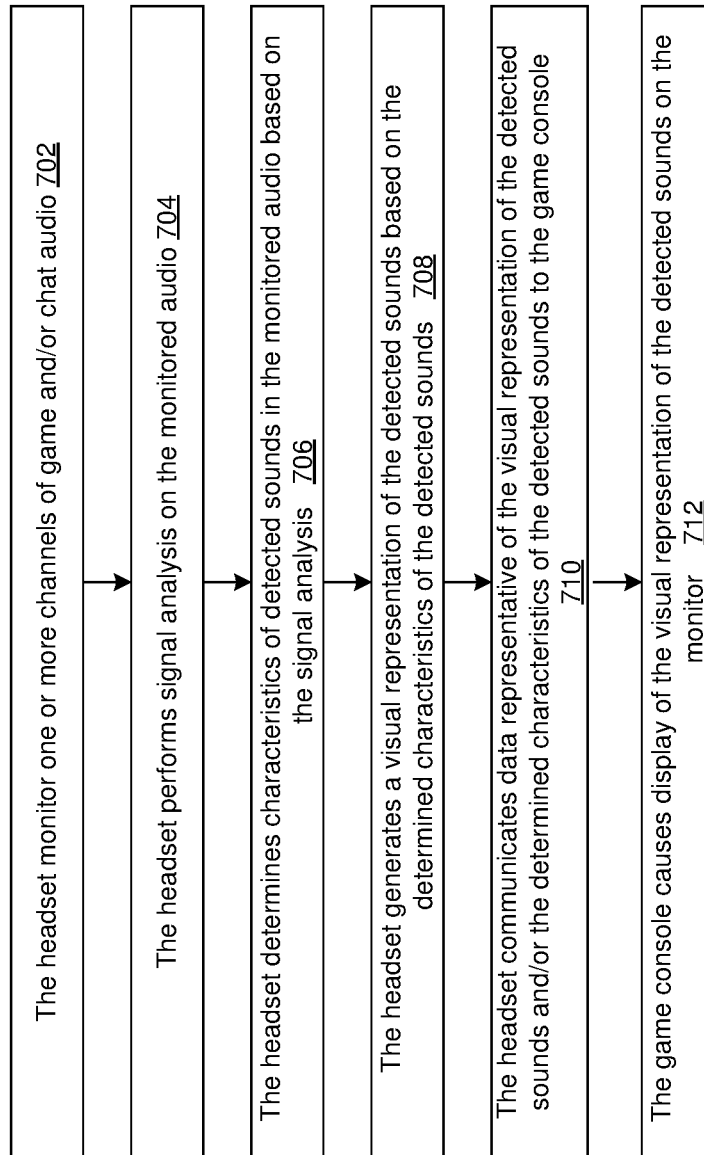 The headset monitor one or more channels of game and/or chat audio 702
The headset performs signal analysis on the monitored audio 704
The headset determines characteristics of detected sounds in the monitored audio based on
the signal analysis 706
The headset generates a visual representation of the detected sounds based on the
determined characteristics of the detected sounds 708
The headset communicates data representative of the visual representation of the detected
sounds and/or the determined characteristics of the detected sounds to the game console
710
The game console causes display of the visual representation of the detected sounds on the
monitor 712